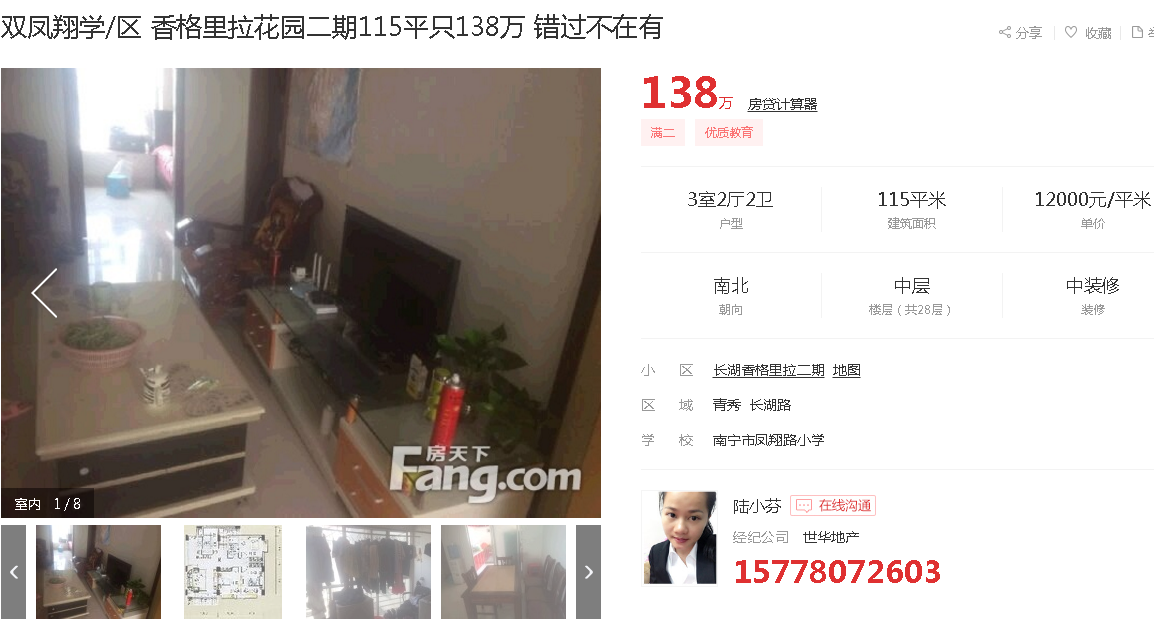 双凤翔学/区 香格里拉花园二期115平只138万 错过不在有
分享 收藏
138万 房贷计算器
满二 优质教育
3室2厅2卫 115平米 12000元/平米
户型 建筑面积 单价
南北 中层 中装修
朝向 楼层（共28层） 装修
小 区 长湖香格里拉二期 地图
区 域 青秀 长湖路
学 校 南宁市凤翔路小学
房天下
Fang.com
室内 1/8
陆小芬 在线沟通
经纪公司 世华地产
15778072603